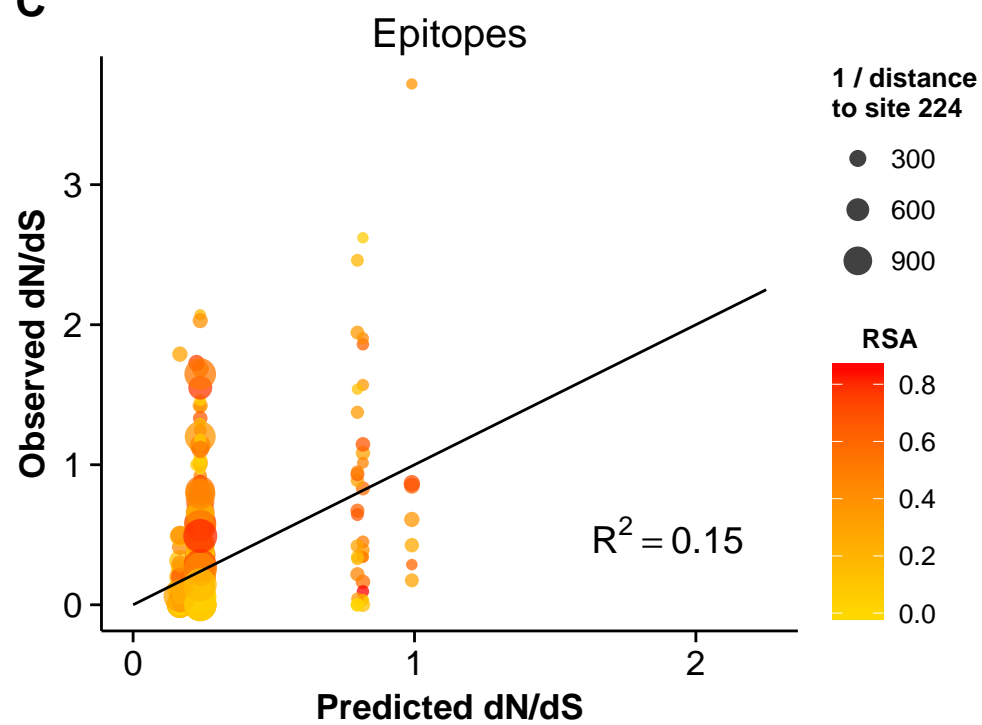 C
Epitopes
Observed dN/dS
3
2
1
0
0
1
2
Predicted dN/dS
R² = 0.15
1 / distance
to site 224
300
600
900
RSA
0.8
0.6
0.4
0.2
0.0